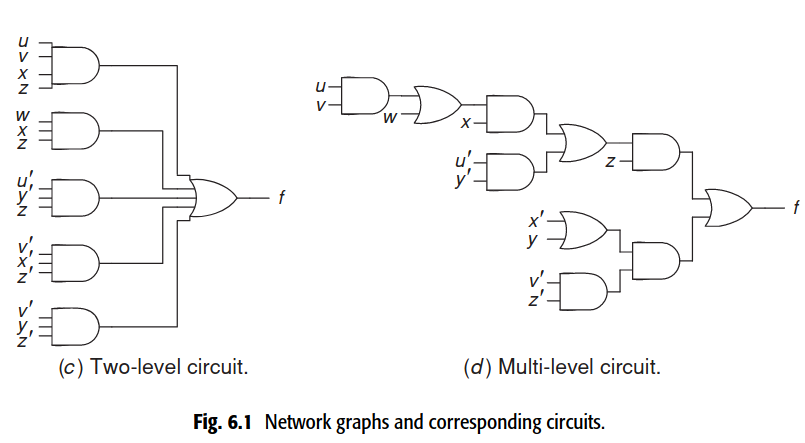 u
v
x
z
w
x
z
u'
y'
z
v'
x'
z'
v'
y
z'
f
(c) Two-level circuit.
u
v
w
x
u'
y'
z
x'
y
v'
z'
f
(d) Multi-level circuit.
Fig. 6.1 Network graphs and corresponding circuits.